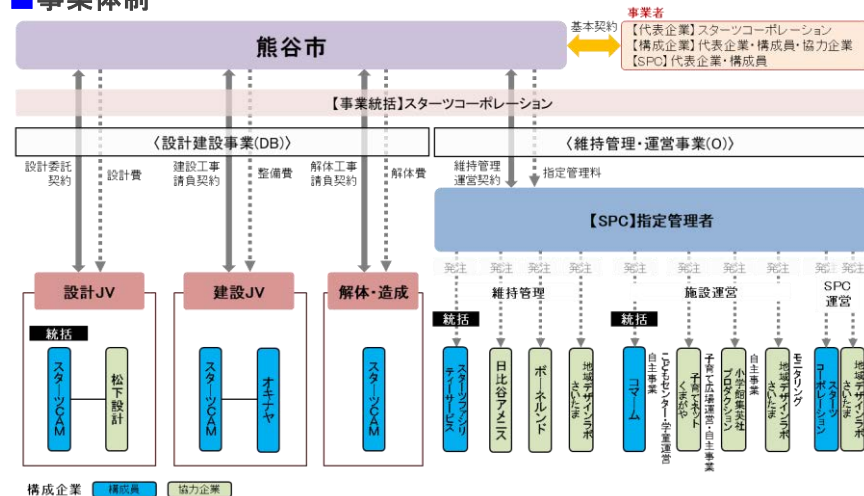 ■事業体制
事業者
【代表企業】スターツコーポレーション
【構成企業】代表企業・構成員・協力企業
【SPC】代表企業・構成員
基本契約
熊谷市
【事業統括】スターツコーポレーション
〈設計建設事業(DB)〉
〈維持管理・運営事業(O)〉
設計委託
契約
設計費
建設工事
請負契約
整備費
解体工事
請負契約
解体費
維持管理
運営契約
指定管理料
【SPC】指定管理者
発注
発注
発注
発注
発注
発注
発注
発注
発注
発注
設計JV
建設JV
解体・造成
維持管理
施設運営
SPC
運営
統括
統括
統括
スターツCAM
松下設計
スターツCAM
オキナヤ
スターツCAM
スターツファシリ
ティーサービス
日比谷アメニス
ボーネルンド
地域デザインラボ
さいたま
コマーム
こどもセンター・学童運営
自主事業
子育てネット
くまがや
子育て広場運営・自主事業
小学館集英社
プロダクション
自主事業
地域デザインラボ
さいたま
モニタリング
スターツ
コーポレーション
地域デザインラボ
さいたま
構成企業
構成員
協力企業